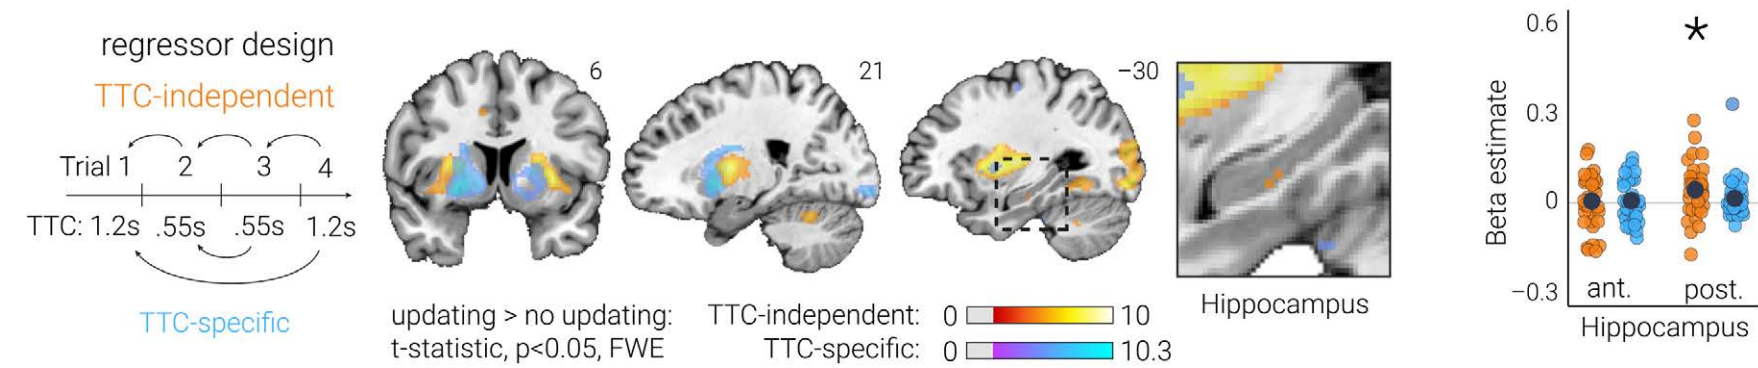 regressor design
TTC-independent
Trial 1 2 3 4
TTC: 1.2s .55s .55s 1.2s
TTC-specific
6
21
−30
updating > no updating:
t-statistic, p<0.05, FWE
TTC-independent: 0 10
TTC-specific: 0 10.3
Hippocampus
*
Beta estimate
0.6
0.3
0
−0.3
ant. post.
Hippocampus